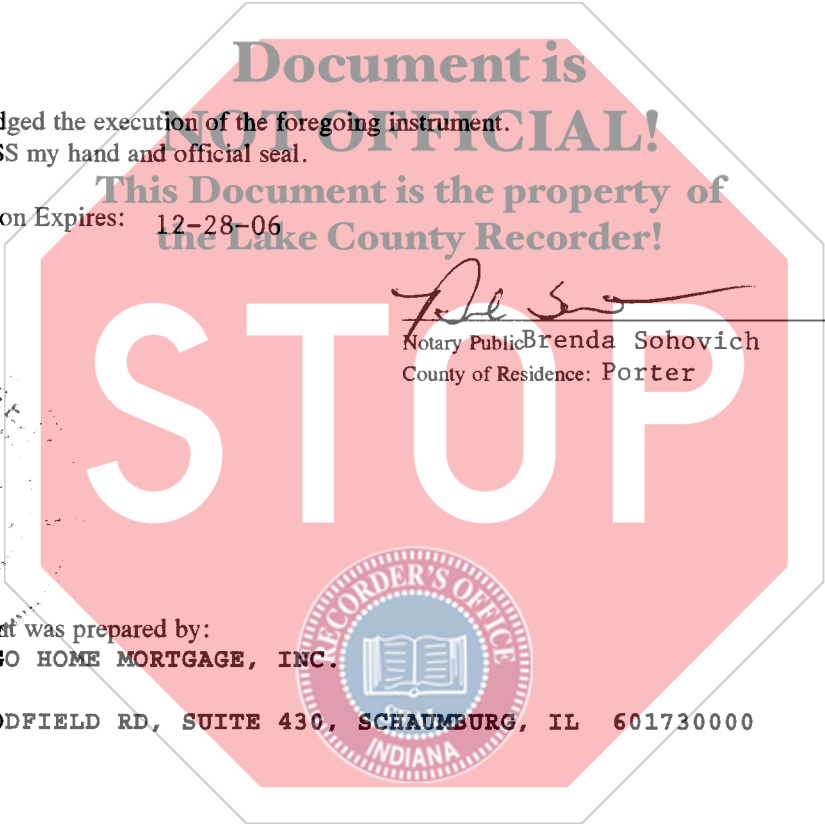 Document is
dged the execution of the foregoing instrument.
NOT OFFICIAL!
SS my hand and official seal.
This Document is the property of
on Expires: 12-28-06
the Lake County Recorder!
Notary Public Brenda Sohovich
County of Residence: Porter
STOP
RECORDER'S OFFICE
nt was prepared by:
GO HOME MORTGAGE, INC.
SEAL
DFIELD RD, SUITE 430, SCHAUMBURG, IL 601730000
INDIANA